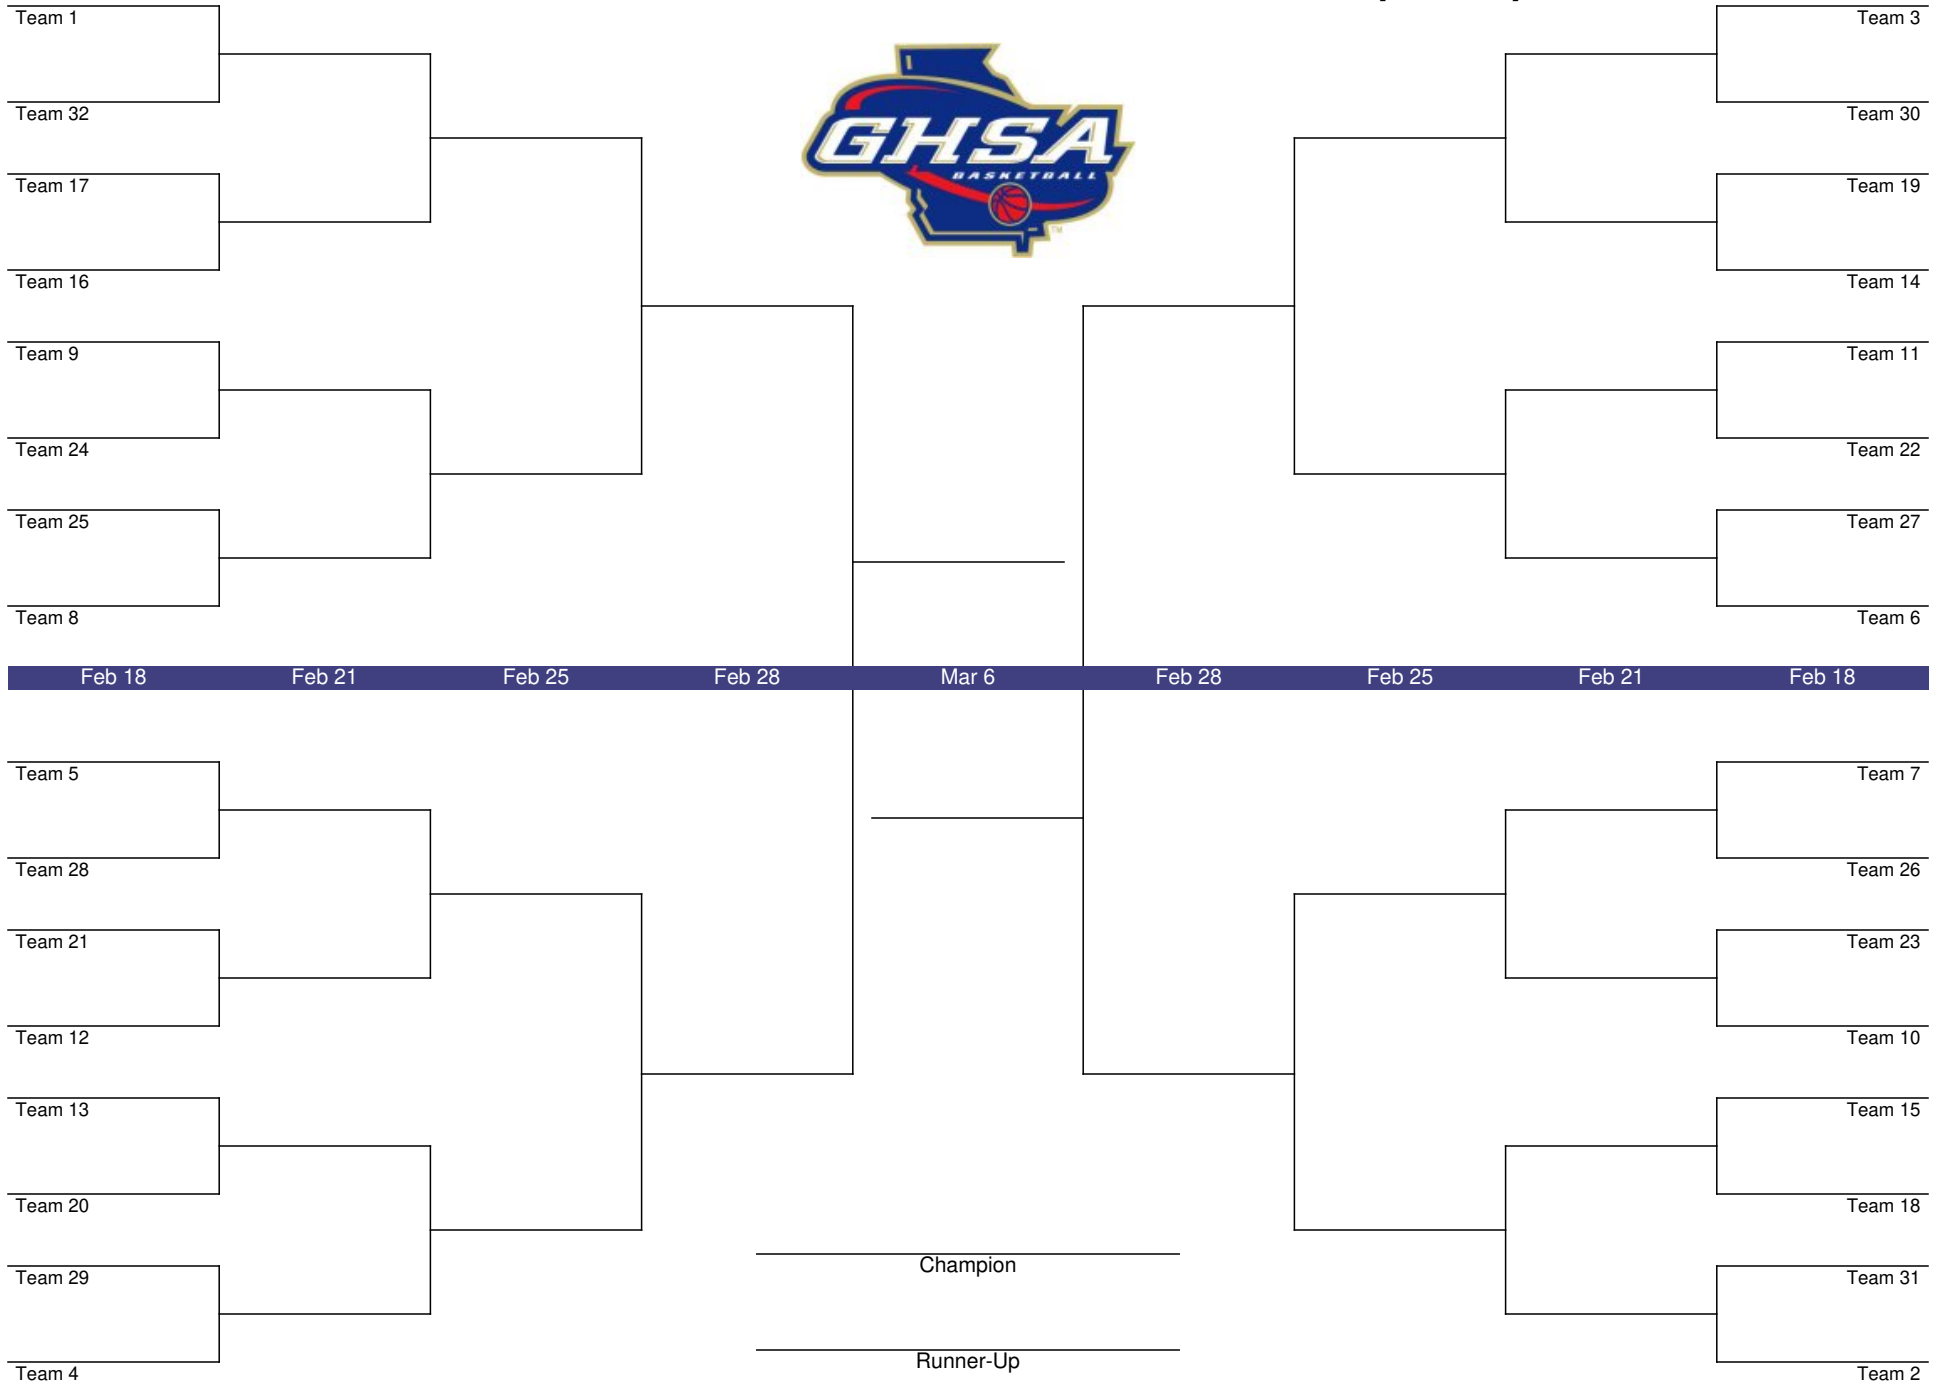 Team 1
Team 3
Team 32
Team 30
Team 17
Team 19
Team 16
Team 14
Team 9
Team 11
Team 24
Team 22
Team 25
Team 27
Team 8
Team 6
GHSA
BASKETBALL
TM
Feb 18 Feb 21 Feb 25 Feb 28 Mar 6 Feb 28 Feb 25 Feb 21 Feb 18
Team 5
Team 7
Team 28
Team 26
Team 21
Team 23
Team 12
Team 10
Team 13
Team 15
Team 20
Team 18
Team 29
Team 31
Team 4
Team 2
Champion
Runner-Up